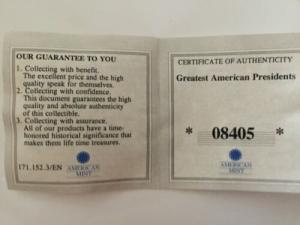 OUR GUARANTEE TO YOU
1. Collecting with benefit.
The excellent price and the high
quality speak for themselves.
2. Collecting with confidence.
This document guarantees the high
quality and absolute authenticity
of this collectible.
3. Collecting with assurance.
All of our products have a time-
honored historical significance that
makes them life time treasures.
171.152.3/EN
AMERICAN
MINT
CERTIFICATE OF AUTHENTICITY
Greatest American Presidents
* 08405 *
AMERICAN
MINT